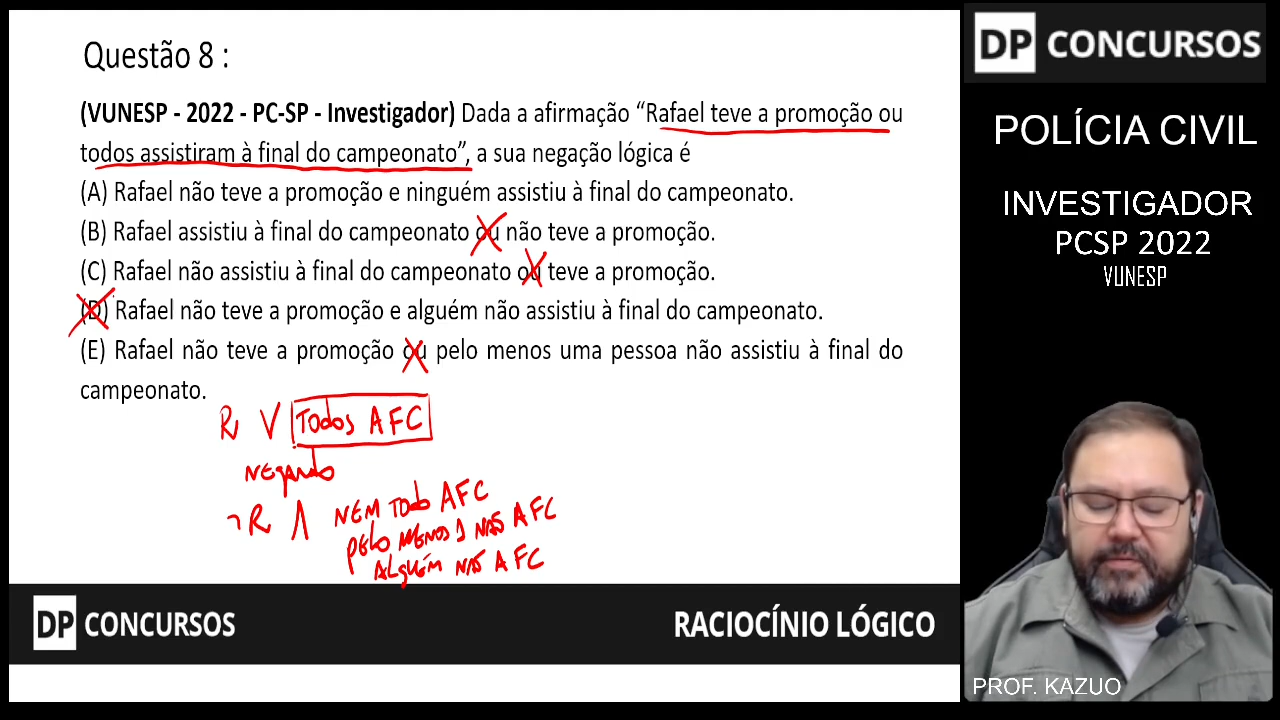 Questão 8 :
(VUNESP - 2022 - PC-SP - Investigador) Dada a afirmação “Rafael teve a promoção ou
todos assistiram à final do campeonato”, a sua negação lógica é
(A) Rafael não teve a promoção e ninguém assistiu à final do campeonato.
(B) Rafael assistiu à final do campeonato ou não teve a promoção.
(C) Rafael não assistiu à final do campeonato ou teve a promoção.
(D) Rafael não teve a promoção e alguém não assistiu à final do campeonato.
(E) Rafael não teve a promoção ou pelo menos uma pessoa não assistiu à final do
campeonato.
R V TODOS AFC
NEGANDO
¬R Λ NEM TODO AFC
PELO MENOS 1 NÃO AFC
ALGUÉM NÃO AFC
DP CONCURSOS
RACIOCÍNIO LÓGICO
DP CONCURSOS
POLÍCIA CIVIL
INVESTIGADOR
PCSP 2022
VUNESP
PROF. KAZUO